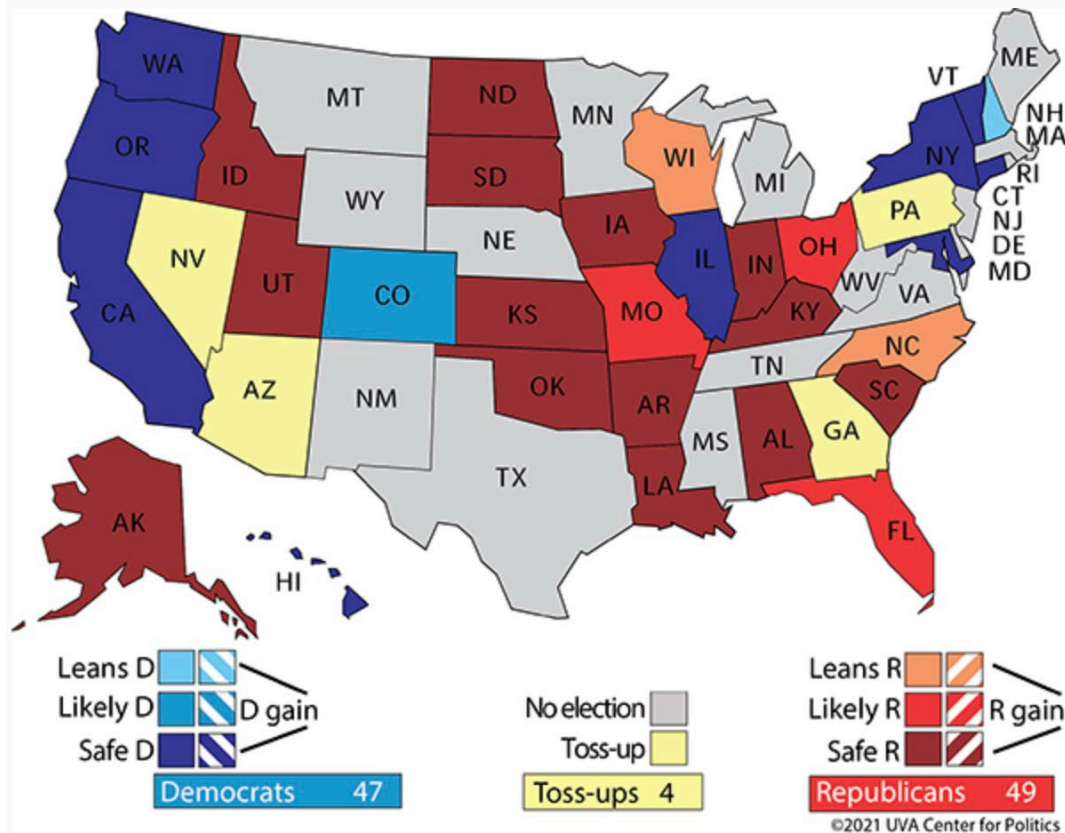 WA
MT
ND
MN
VT
ME
NH
MA
OR
ID
SD
WI
MI
NY
RI
CT
NJ
DE
MD
WY
IA
PA
NE
OH
NV
UT
CO
IL
IN
WV
VA
CA
KS
MO
KY
NC
TN
AZ
NM
OK
AR
SC
MS
AL
GA
TX
LA
FL
AK
HI
Leans D
Likely D
D gain
Safe D
Democrats 47
No election
Toss-up
Toss-ups 4
Leans R
Likely R
R gain
Safe R
Republicans 49
©2021 UVA Center for Politics